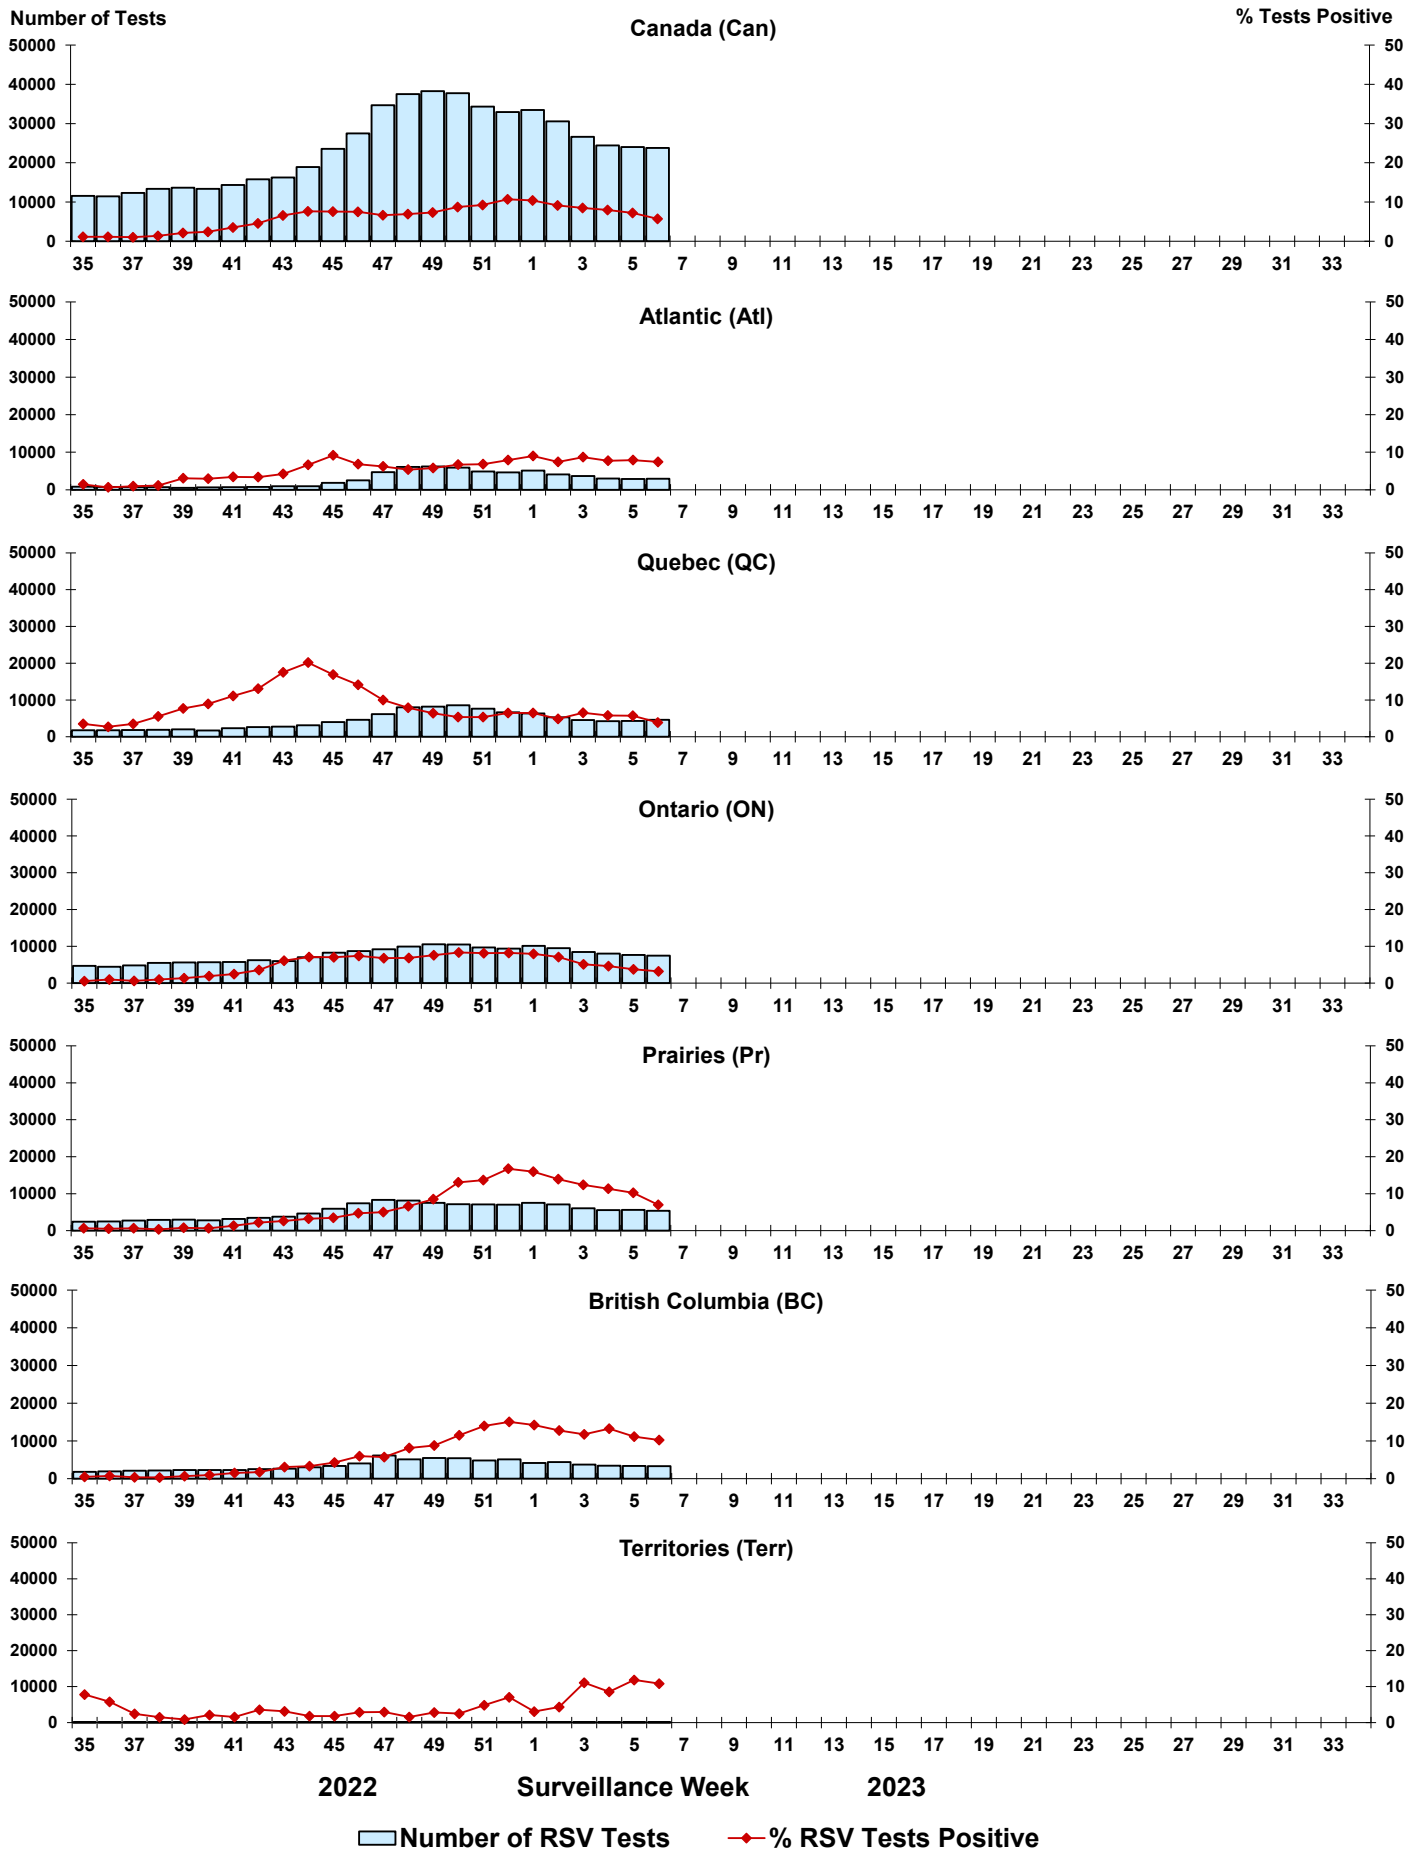 Number of Tests
Canada (Can)
% Tests Positive
50000 50
40000 40
30000 30
20000 20
10000 10
0 0
35 37 39 41 43 45 47 49 51 1 3 5 7 9 11 13 15 17 19 21 23 25 27 29 31 33
Atlantic (Atl)
50000 50
40000 40
30000 30
20000 20
10000 10
0 0
35 37 39 41 43 45 47 49 51 1 3 5 7 9 11 13 15 17 19 21 23 25 27 29 31 33
Quebec (QC)
50000 50
40000 40
30000 30
20000 20
10000 10
0 0
35 37 39 41 43 45 47 49 51 1 3 5 7 9 11 13 15 17 19 21 23 25 27 29 31 33
Ontario (ON)
50000 50
40000 40
30000 30
20000 20
10000 10
0 0
35 37 39 41 43 45 47 49 51 1 3 5 7 9 11 13 15 17 19 21 23 25 27 29 31 33
Prairies (Pr)
50000 50
40000 40
30000 30
20000 20
10000 10
0 0
35 37 39 41 43 45 47 49 51 1 3 5 7 9 11 13 15 17 19 21 23 25 27 29 31 33
British Columbia (BC)
50000 50
40000 40
30000 30
20000 20
10000 10
0 0
35 37 39 41 43 45 47 49 51 1 3 5 7 9 11 13 15 17 19 21 23 25 27 29 31 33
Territories (Terr)
50000 50
40000 40
30000 30
20000 20
10000 10
0 0
35 37 39 41 43 45 47 49 51 1 3 5 7 9 11 13 15 17 19 21 23 25 27 29 31 33
2022 Surveillance Week 2023
Number of RSV Tests % RSV Tests Positive